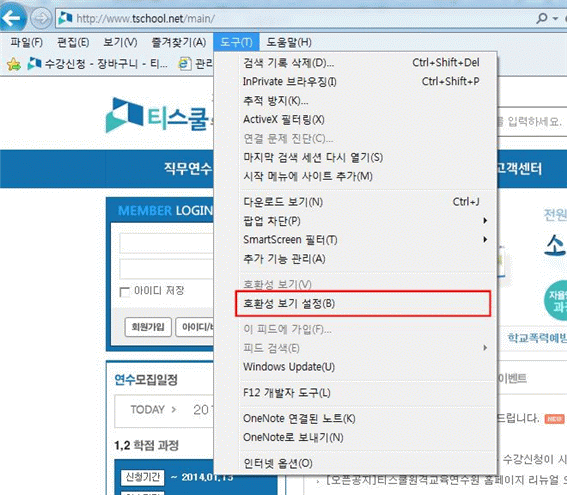 http://www.tschool.net/main/
파일(F) 편집(E) 보기(V) 즐겨찾기(A) 도구(T) 도움말(H)
수강신청 - 장바구니 - 티...
관리
검색 기록 삭제(D)... Ctrl+Shift+Del
InPrivate 브라우징(I) Ctrl+Shift+P
추적 방지(K)...
ActiveX 필터링(X)
연결 문제 진단(C)...
마지막 검색 세션 다시 열기(S)
시작 메뉴에 사이트 추가(M)
다운로드 보기(N) Ctrl+J
팝업 차단(P)
SmartScreen 필터(T)
추가 기능 관리(A)
호환성 보기(V)
호환성 보기 설정(B)
이 피드에 가입(F)...
피드 검색(E)
Windows Update(U)
F12 개발자 도구(L)
OneNote 연결된 노트(K)
OneNote로 보내기(N)
인터넷 옵션(O)
티스쿨
를 입력하세요.
직무연수
고객센터
MEMBER LOGIN
아이디 저장
회원가입 아이디/비
전원
소
자율
과
학교폭력예방
연수모집일정
TODAY > 201
이벤트
드립니다. NEW
1,2 학점 과정
신청기간 ~ 2014.01.15
수강신청이 시
[오픈공지]티스쿨원격교육연수원 홈페이지 리뉴얼 오